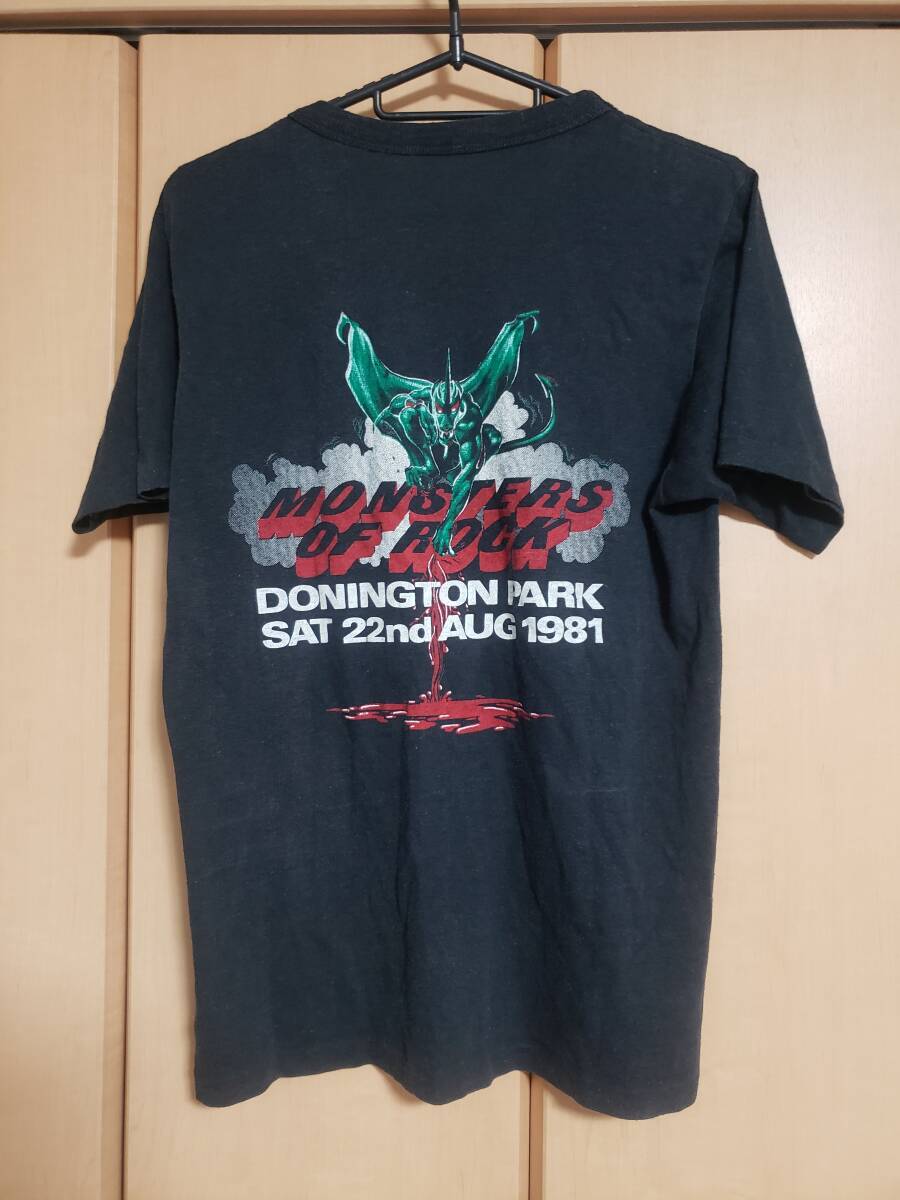 MONSTERS
OF ROCK
DONINGTON PARK
SAT 22nd AUG 1981